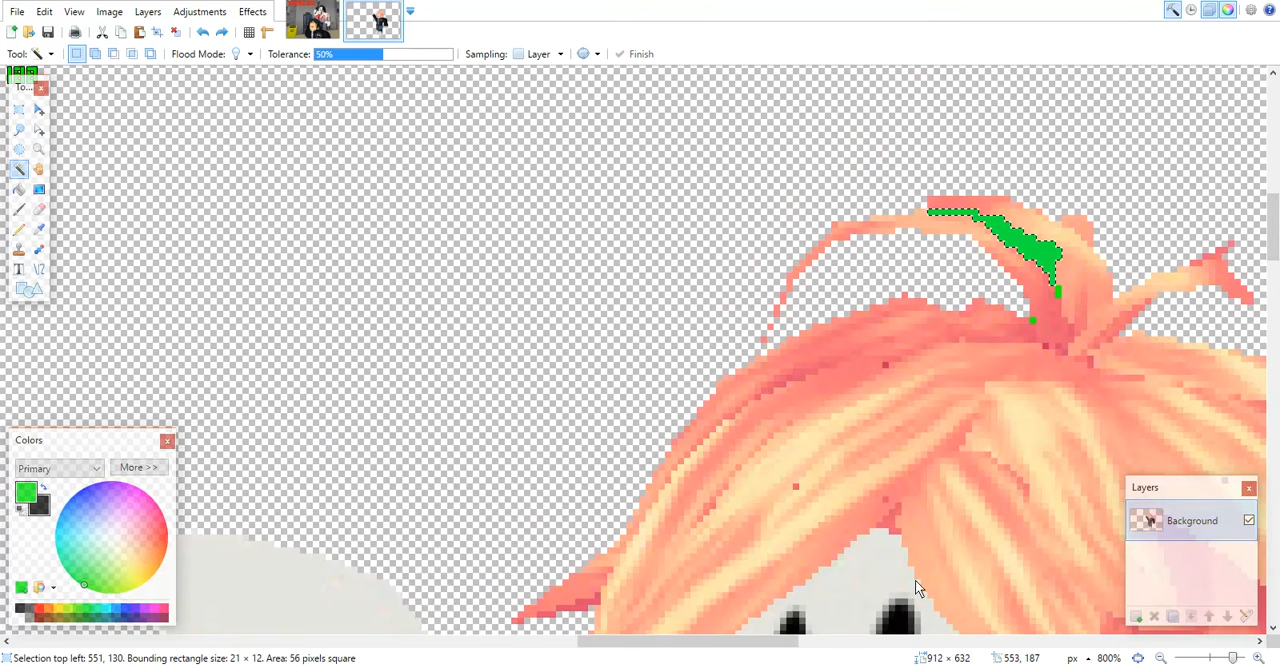 File Edit View Image Layers Adjustments Effects
Tool: Flood Mode: Tolerance: 50% Sampling: Layer Finish
To...
Colors
Primary More >>
Layers
Background
Selection top left: 551, 130. Bounding rectangle size: 21 × 12. Area: 56 pixels square 912 × 632 553, 187 px 800%